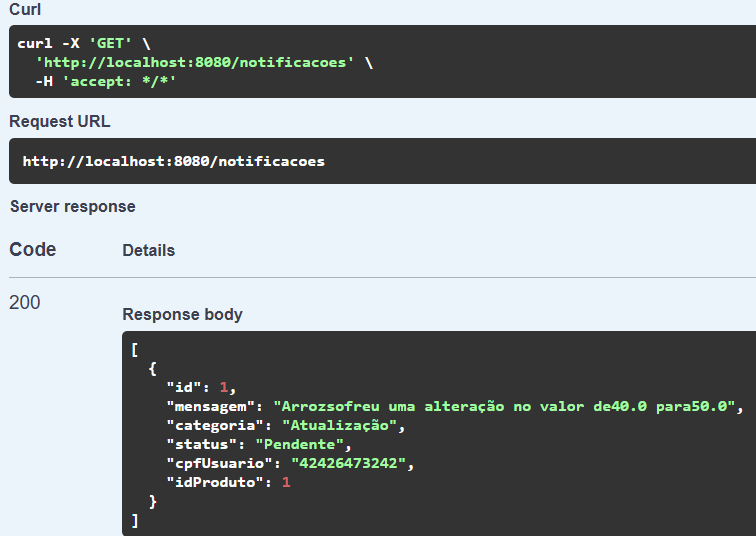 Curl
curl -X 'GET' \
'http://localhost:8080/notificacoes' \
-H 'accept: */*'
Request URL
http://localhost:8080/notificacoes
Server response
Code Details
200
Response body
[
{
"id": 1,
"mensagem": "Arrozsofreu uma alteração no valor de40.0 para50.0",
"categoria": "Atualização",
"status": "Pendente",
"cpfUsuario": "42426473242",
"idProduto": 1
}
]